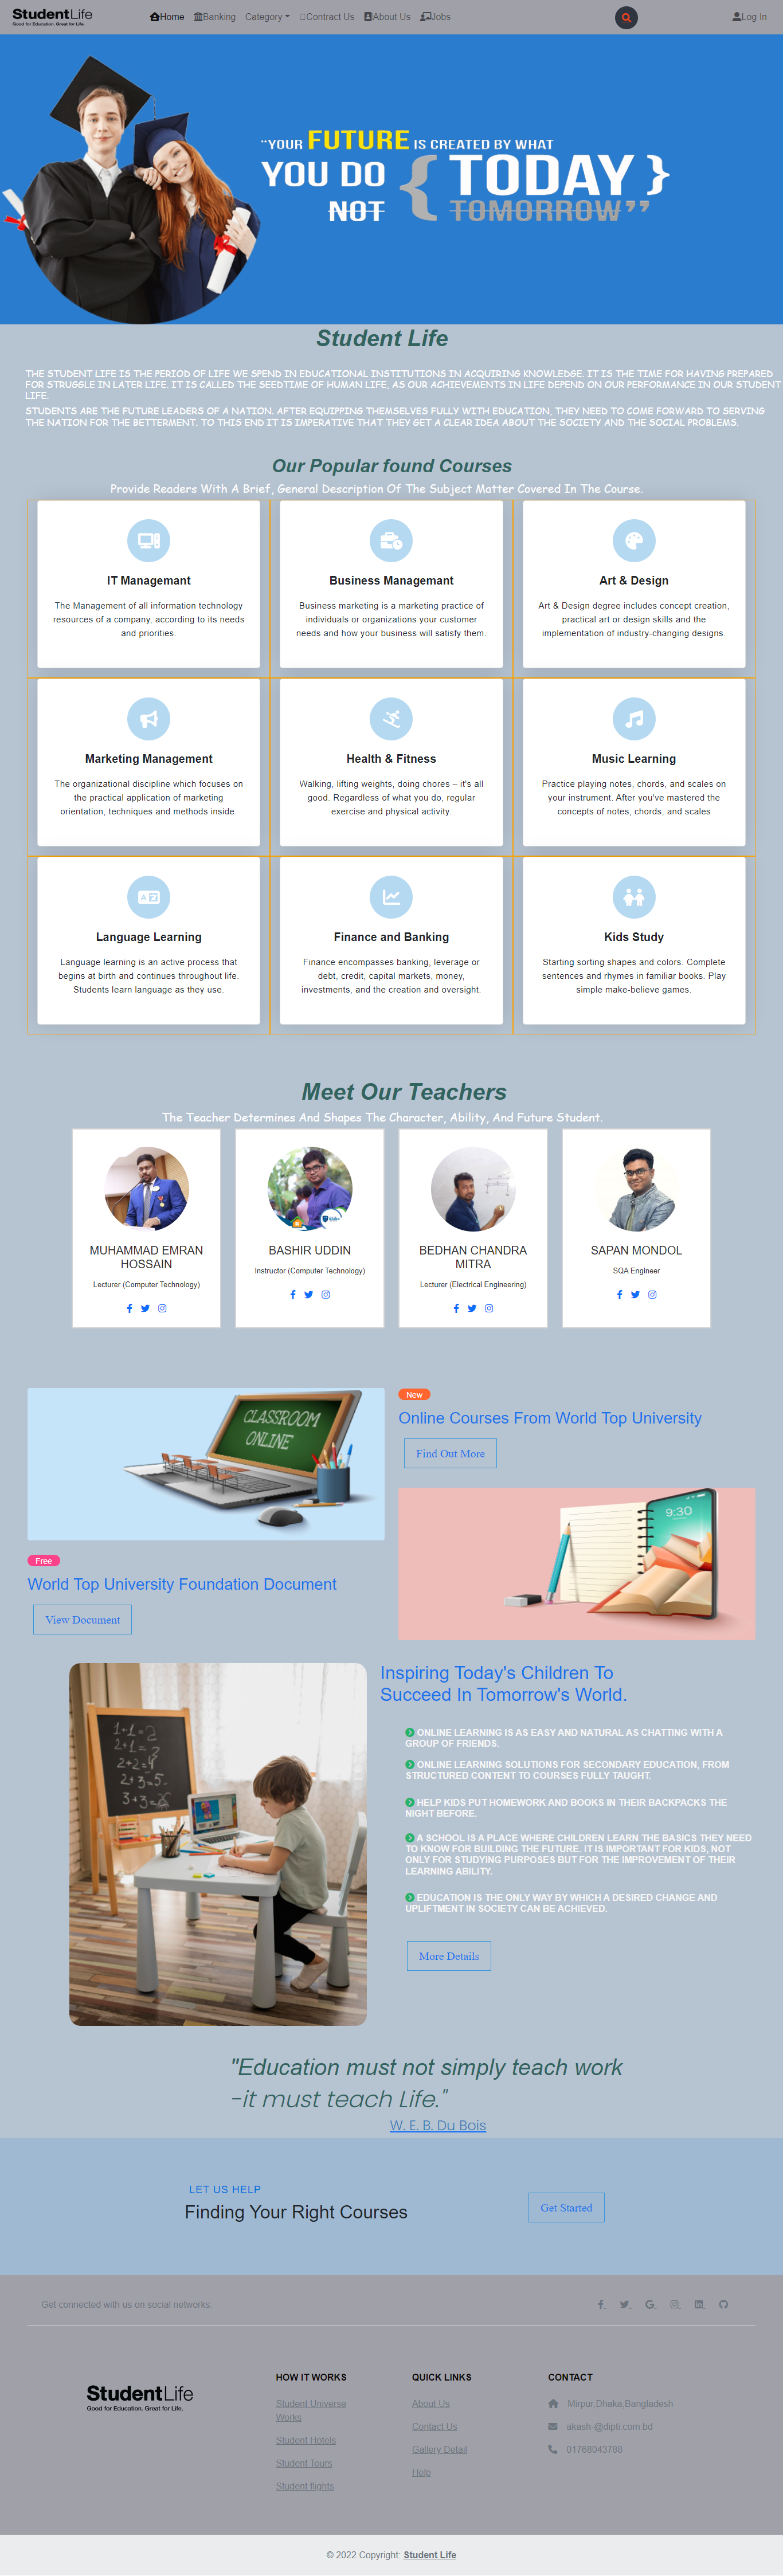 StudentLife
Good for Education. Great for Life.
Home Banking Category Contract Us About Us Jobs
Log In
“YOUR FUTURE IS CREATED BY WHAT
YOU DO { TODAY }
NOT TOMORROW”
Student Life
THE STUDENT LIFE IS THE PERIOD OF LIFE WE SPEND IN EDUCATIONAL INSTITUTIONS IN ACQUIRING KNOWLEDGE. IT IS THE TIME FOR HAVING PREPARED
FOR STRUGGLE IN LATER LIFE. IT IS CALLED THE SEEDTIME OF HUMAN LIFE, AS OUR ACHIEVEMENTS IN LIFE DEPEND ON OUR PERFORMANCE IN OUR STUDENT
LIFE.
STUDENTS ARE THE FUTURE LEADERS OF A NATION. AFTER EQUIPPING THEMSELVES FULLY WITH EDUCATION, THEY NEED TO COME FORWARD TO SERVING
THE NATION FOR THE BETTERMENT. TO THIS END IT IS IMPERATIVE THAT THEY GET A CLEAR IDEA ABOUT THE SOCIETY AND THE SOCIAL PROBLEMS.
Our Popular found Courses
Provide Readers With A Brief, General Description Of The Subject Matter Covered In The Course.
IT Managemant
The Management of all information technology
resources of a company, according to its needs
and priorities.
Business Managemant
Business marketing is a marketing practice of
individuals or organizations your customer
needs and how your business will satisfy them.
Art & Design
Art & Design degree includes concept creation,
practical art or design skills and the
implementation of industry-changing designs.
Marketing Management
The organizational discipline which focuses on
the practical application of marketing
orientation, techniques and methods inside.
Health & Fitness
Walking, lifting weights, doing chores – it's all
good. Regardless of what you do, regular
exercise and physical activity.
Music Learning
Practice playing notes, chords, and scales on
your instrument. After you've mastered the
concepts of notes, chords, and scales
Language Learning
Language learning is an active process that
begins at birth and continues throughout life.
Students learn language as they use.
Finance and Banking
Finance encompasses banking, leverage or
debt, credit, capital markets, money,
investments, and the creation and oversight.
Kids Study
Starting sorting shapes and colors. Complete
sentences and rhymes in familiar books. Play
simple make-believe games.
Meet Our Teachers
The Teacher Determines And Shapes The Character, Ability, And Future Student.
MUHAMMAD EMRAN
HOSSAIN
Lecturer (Computer Technology)
BASHIR UDDIN
Instructor (Computer Technology)
BEDHAN CHANDRA
MITRA
Lecturer (Electrical Engineering)
SAPAN MONDOL
SQA Engineer
CLASSROOM
ONLINE
New
Online Courses From World Top University
Find Out More
9:30
Free
World Top University Foundation Document
View Document
1+1=2
2+2=4
Inspiring Today's Children To
Succeed In Tomorrow's World.
ONLINE LEARNING IS AS EASY AND NATURAL AS CHATTING WITH A
GROUP OF FRIENDS.
ONLINE LEARNING SOLUTIONS FOR SECONDARY EDUCATION, FROM
STRUCTURED CONTENT TO COURSES FULLY TAUGHT.
HELP KIDS PUT HOMEWORK AND BOOKS IN THEIR BACKPACKS THE
NIGHT BEFORE.
A SCHOOL IS A PLACE WHERE CHILDREN LEARN THE BASICS THEY NEED
TO KNOW FOR BUILDING THE FUTURE. IT IS IMPORTANT FOR KIDS, NOT
ONLY FOR STUDYING PURPOSES BUT FOR THE IMPROVEMENT OF THEIR
LEARNING ABILITY.
EDUCATION IS THE ONLY WAY BY WHICH A DESIRED CHANGE AND
UPLIFTMENT IN SOCIETY CAN BE ACHIEVED.
More Details
"Education must not simply teach work
-it must teach Life."
W. E. B. Du Bois
LET US HELP
Finding Your Right Courses
Get Started
Get connected with us on social networks
StudentLife
Good for Education. Great for Life.
HOW IT WORKS
Student Universe
Works
Student Hotels
Student Tours
Student flights
QUICK LINKS
About Us
Contact Us
Gallery Detail
Help
CONTACT
Mirpur,Dhaka,Bangladesh
akash-@dipti.com.bd
01768043788
© 2022 Copyright: Student Life